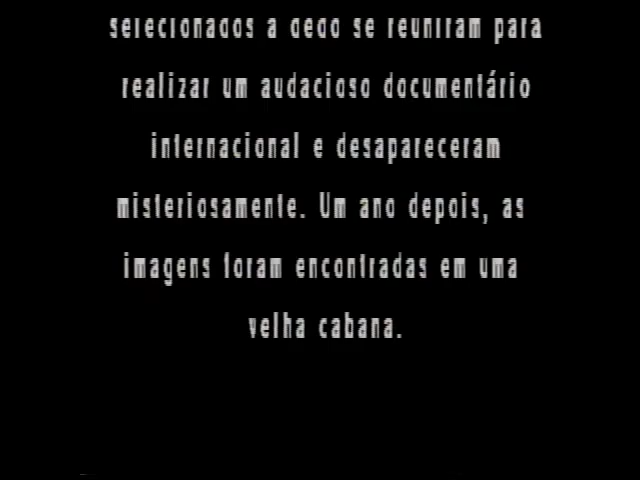 selecionados a dedo se reuniram para
realizar um audacioso documentário
internacional e desapareceram
misteriosamente. Um ano depois, as
imagens foram encontradas em uma
velha cabana.